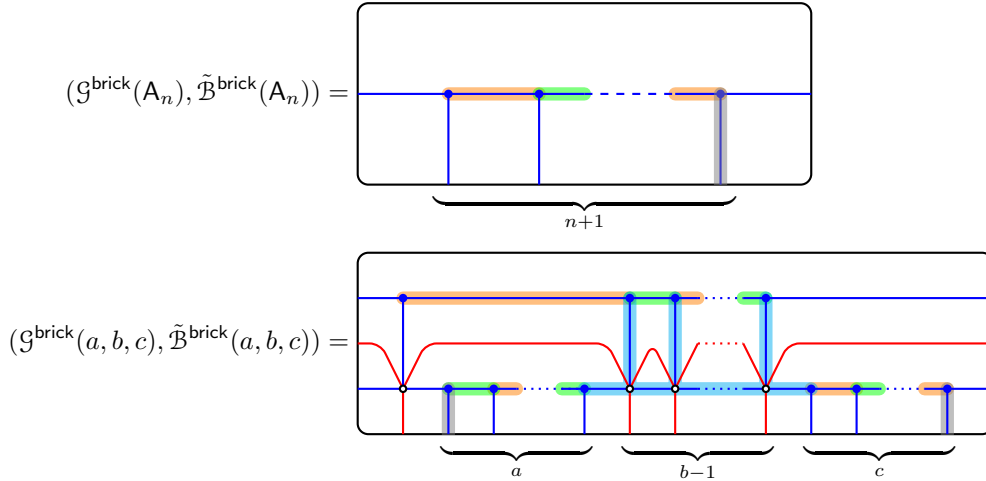 (𝒢^brick(A_n), ℬ̃^brick(A_n)) =
n+1
(𝒢^brick(a, b, c), ℬ̃^brick(a, b, c)) =
a b−1 c